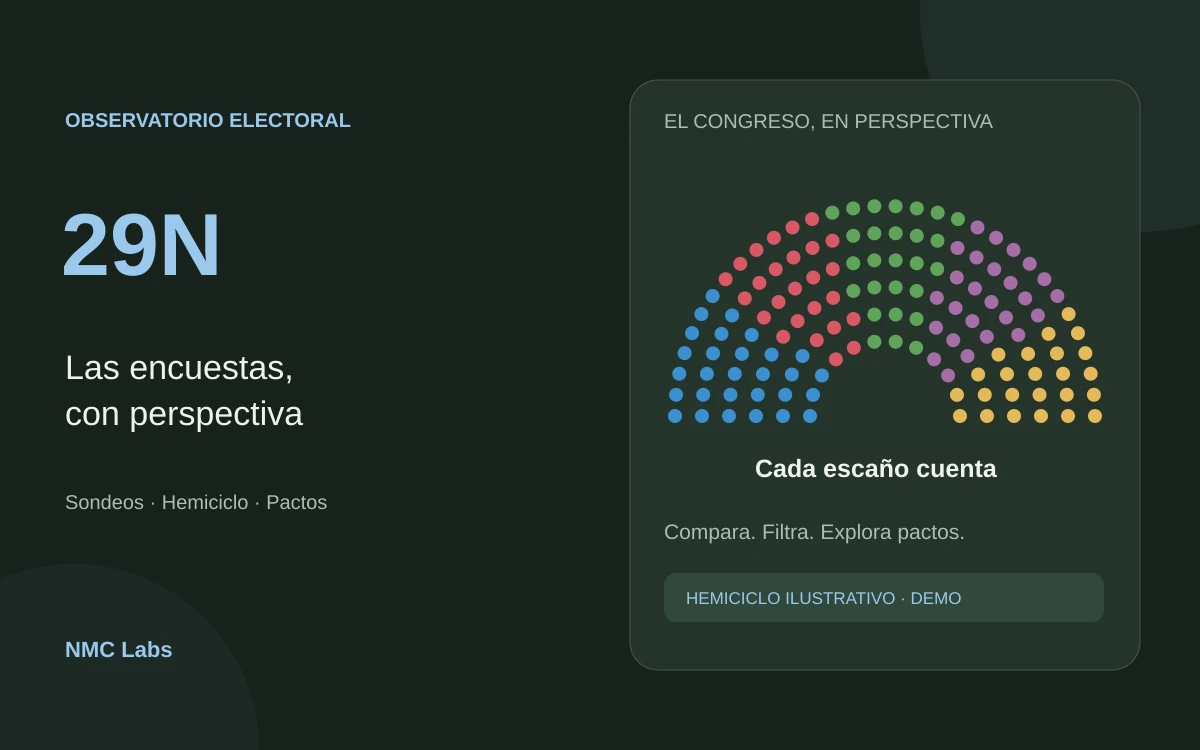 OBSERVATORIO ELECTORAL
29N
Las encuestas,
con perspectiva
Sondeos · Hemiciclo · Pactos
NMC Labs
EL CONGRESO, EN PERSPECTIVA
Cada escaño cuenta
Compara. Filtra. Explora pactos.
HEMICICLO ILUSTRATIVO · DEMO